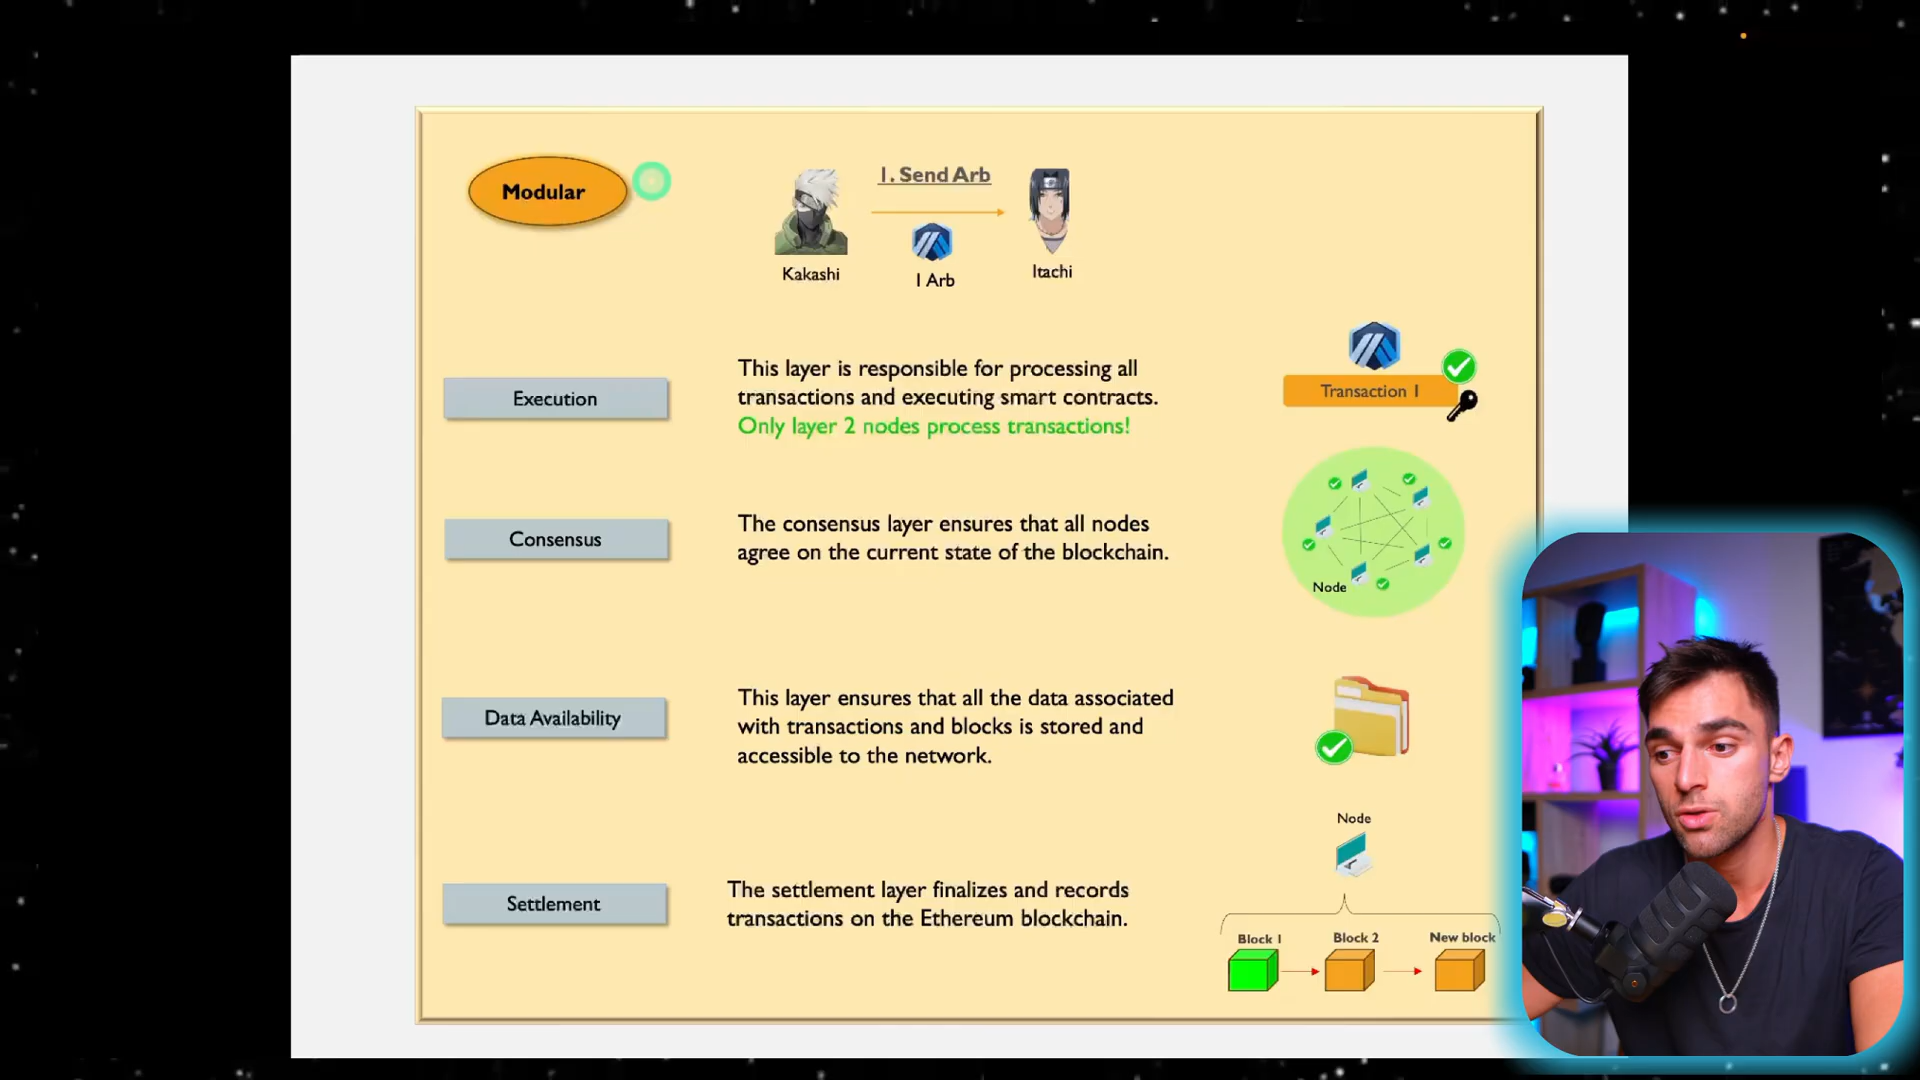 Modular
1. Send Arb
Kakashi
1 Arb
Itachi
Execution
This layer is responsible for processing all
transactions and executing smart contracts.
Only layer 2 nodes process transactions!
Transaction 1
Consensus
The consensus layer ensures that all nodes
agree on the current state of the blockchain.
Node
Data Availability
This layer ensures that all the data associated
with transactions and blocks is stored and
accessible to the network.
Node
Settlement
The settlement layer finalizes and records
transactions on the Ethereum blockchain.
Block 1
Block 2
New block